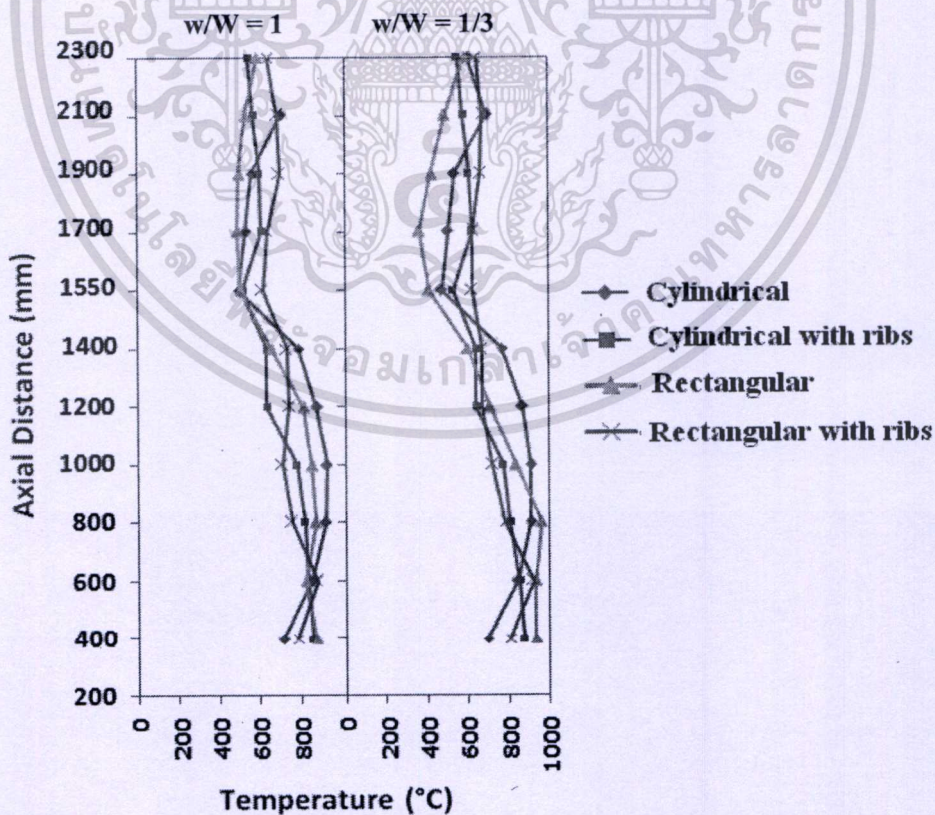 w/W = 1
w/W = 1/3
2300
2100
1900
1700
1550
1400
1200
1000
800
600
400
200
Axial Distance (mm)
0
200
400
600
800
0
200
400
600
800
1000
Temperature (°C)
Cylindrical
Cylindrical with ribs
Rectangular
Rectangular with ribs